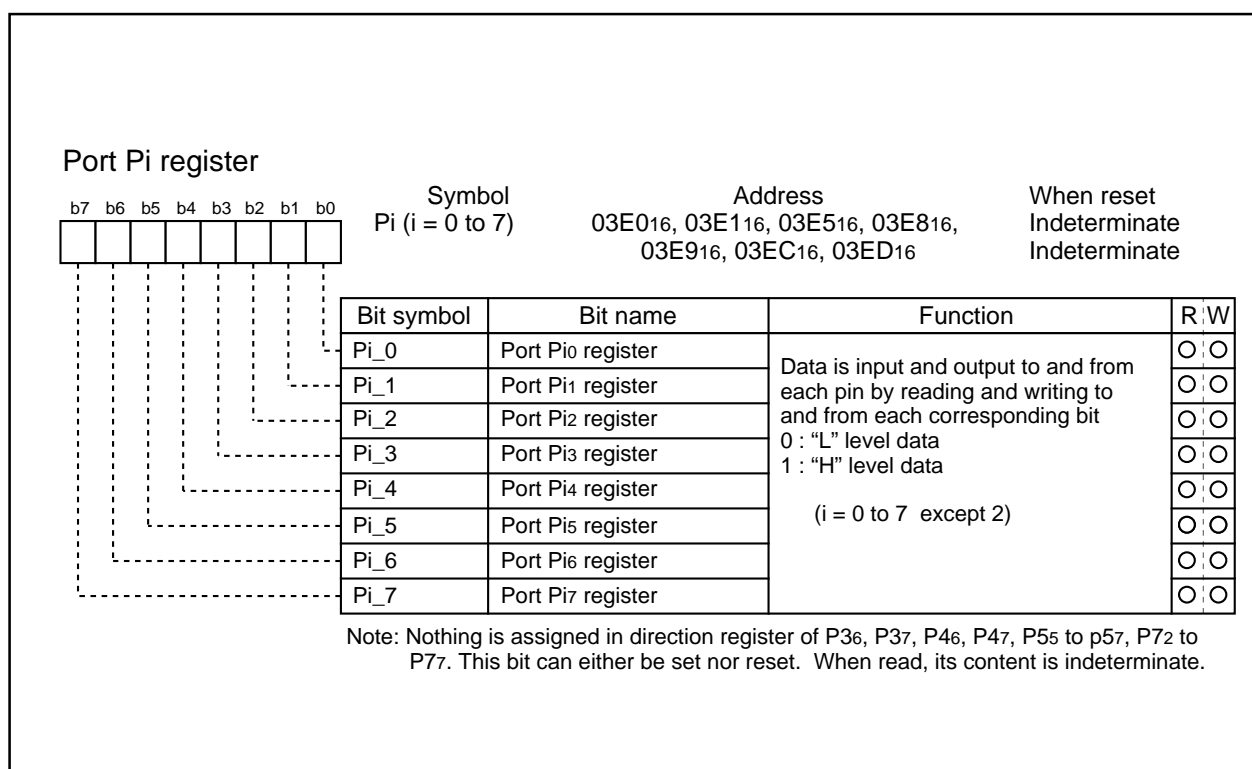 Port Pi register
b7 b6 b5 b4 b3 b2 b1 b0
Symbol Address When reset
Pi (i = 0 to 7) 03E016, 03E116, 03E516, 03E816, Indeterminate
03E916, 03EC16, 03ED16 Indeterminate
Bit symbol Bit name Function R W
Pi_0 Port Pi0 register
Pi_1 Port Pi1 register
Pi_2 Port Pi2 register
Pi_3 Port Pi3 register
Pi_4 Port Pi4 register
Pi_5 Port Pi5 register
Pi_6 Port Pi6 register
Pi_7 Port Pi7 register
Data is input and output to and from
each pin by reading and writing to
and from each corresponding bit
0 : “L” level data
1 : “H” level data
(i = 0 to 7 except 2)
Note: Nothing is assigned in direction register of P36, P37, P46, P47, P55 to p57, P72 to
P77. This bit can either be set nor reset. When read, its content is indeterminate.